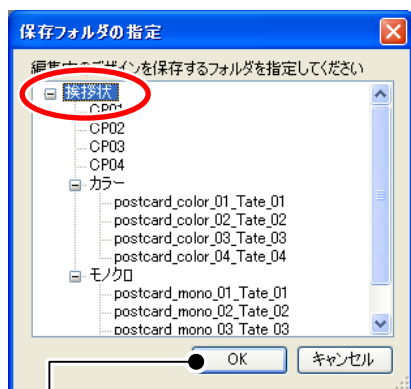 保存フォルダの指定
編集中のデザインを保存するフォルダを指定してください
挨拶状
CP01
CP02
CP03
CP04
カラー
postcard_color_01_Tate_01
postcard_color_02_Tate_02
postcard_color_03_Tate_03
postcard_color_04_Tate_04
モノクロ
postcard_mono_01_Tate_01
postcard_mono_02_Tate_02
postcard_mono_03_Tate_03
OK
キャンセル